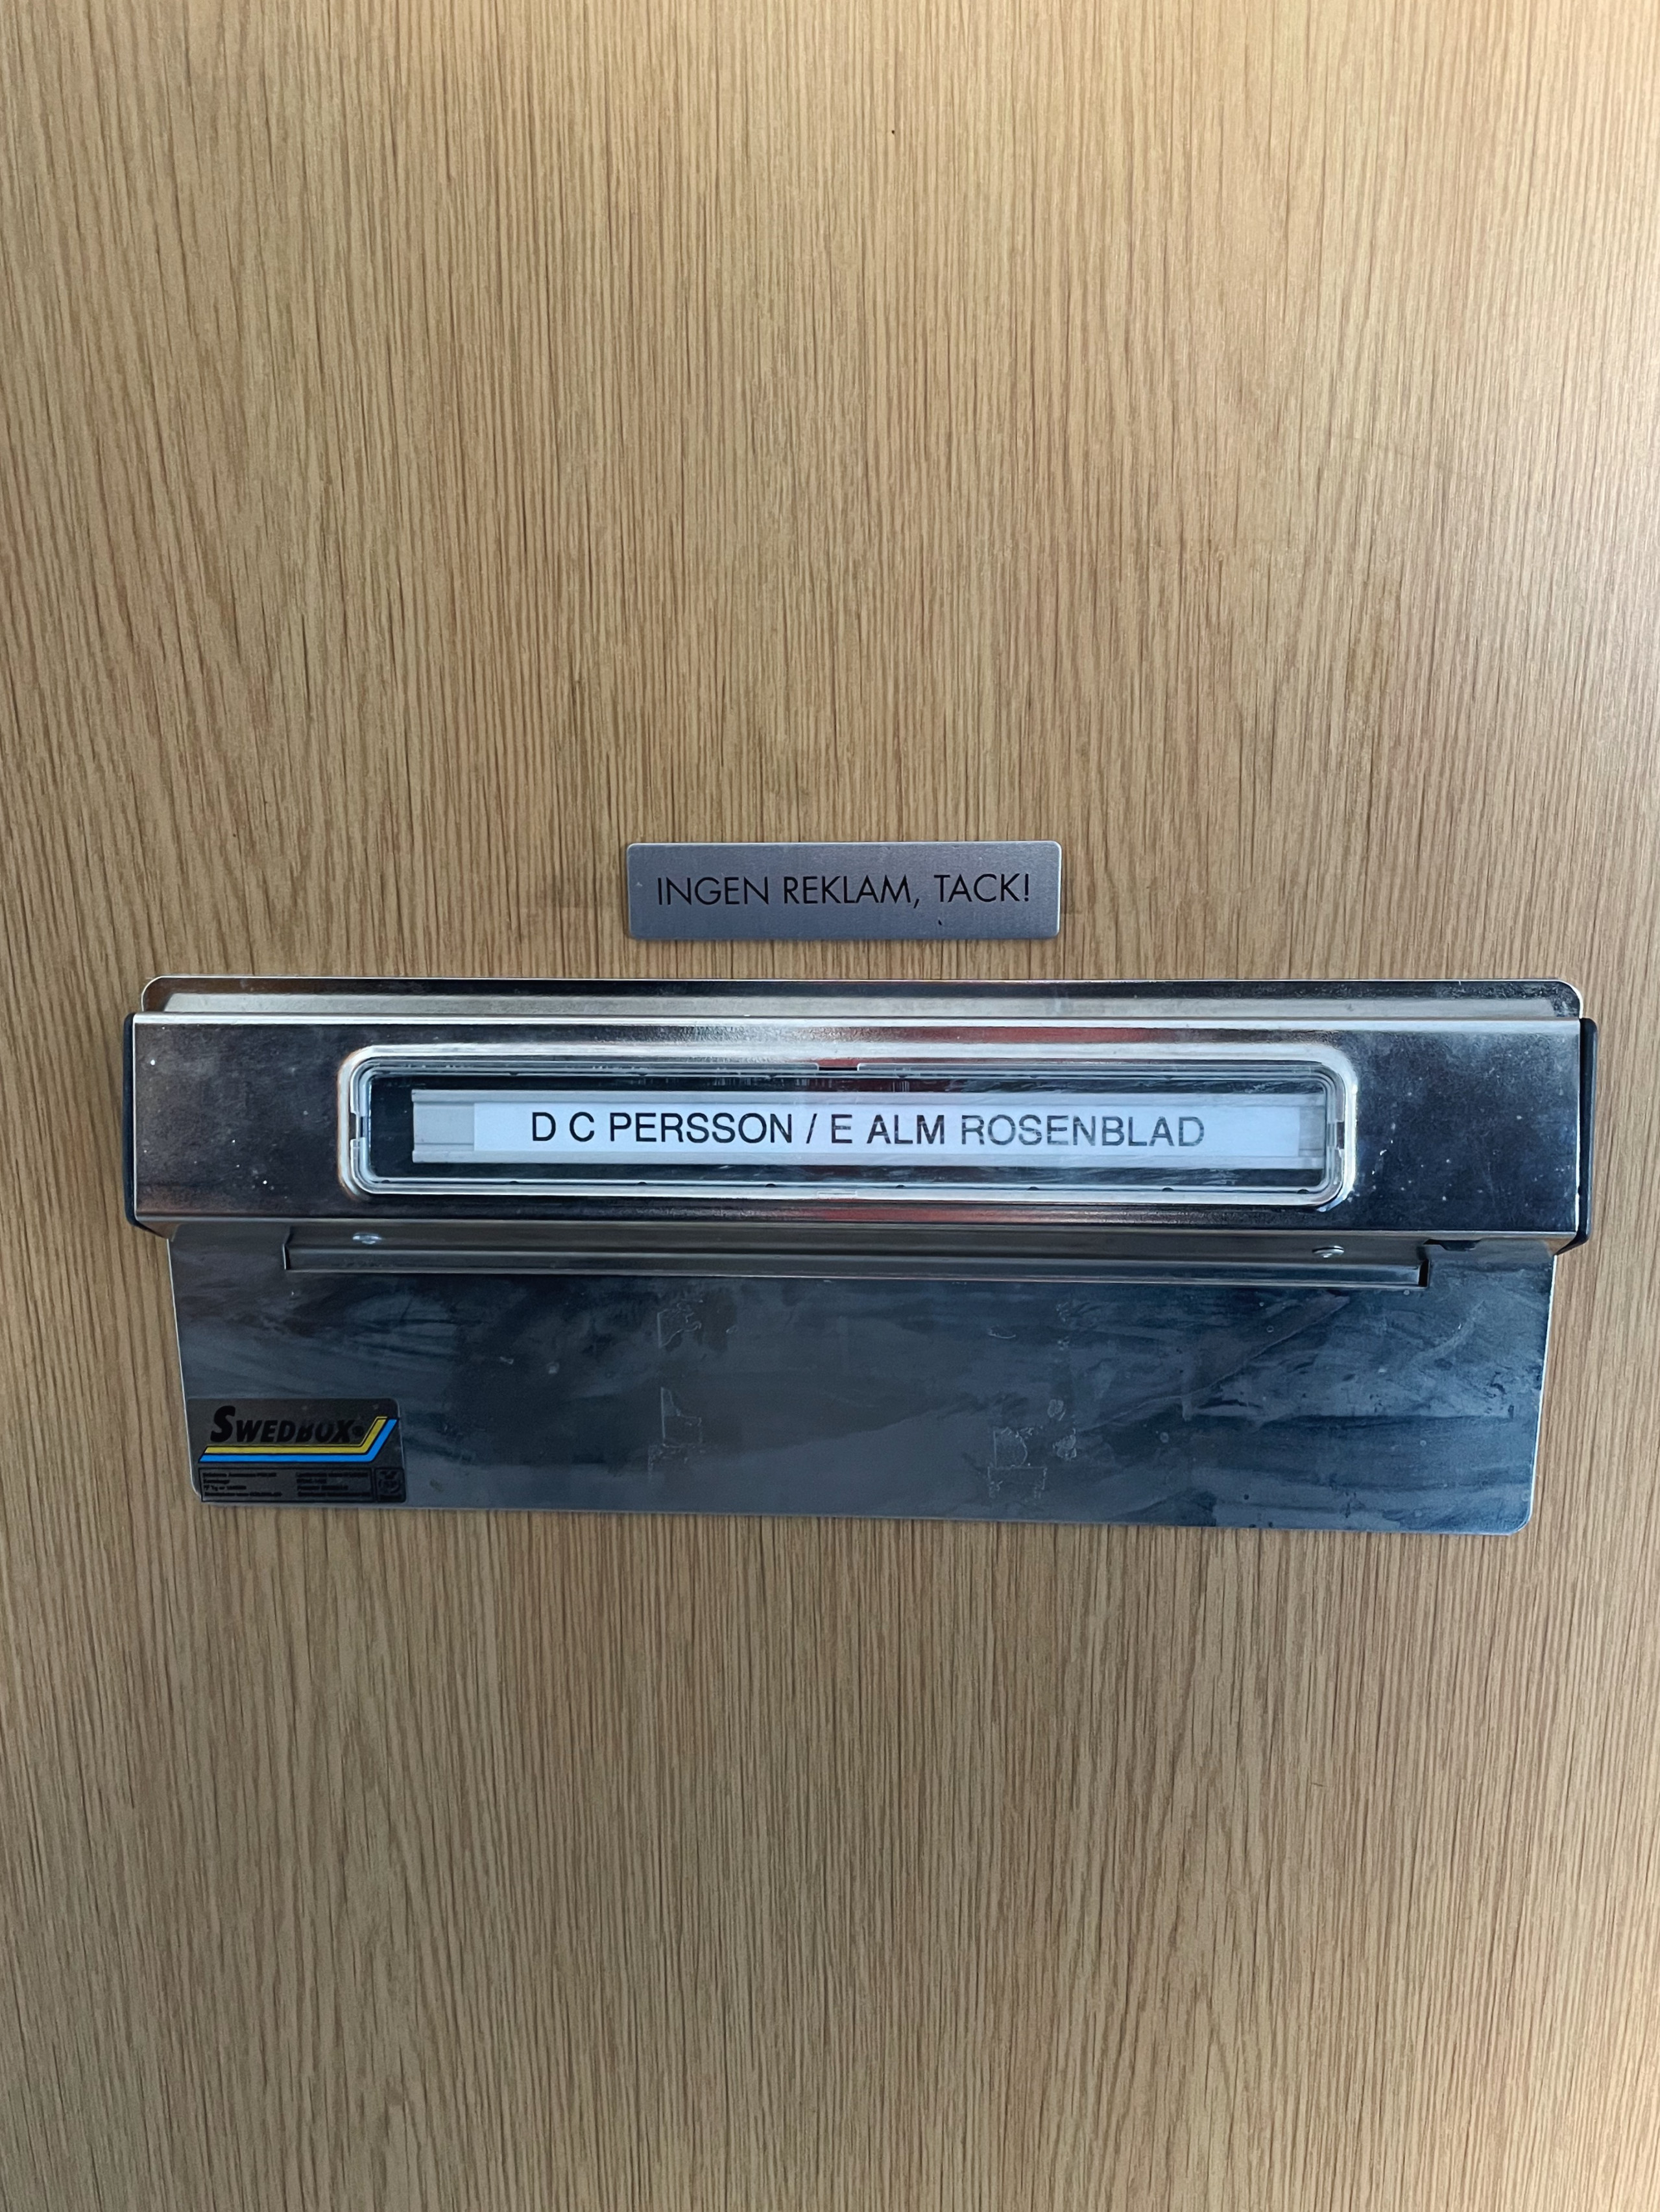 INGEN REKLAM, TACK!
D C PERSSON / E ALM ROSENBLAD
SWEDBOX